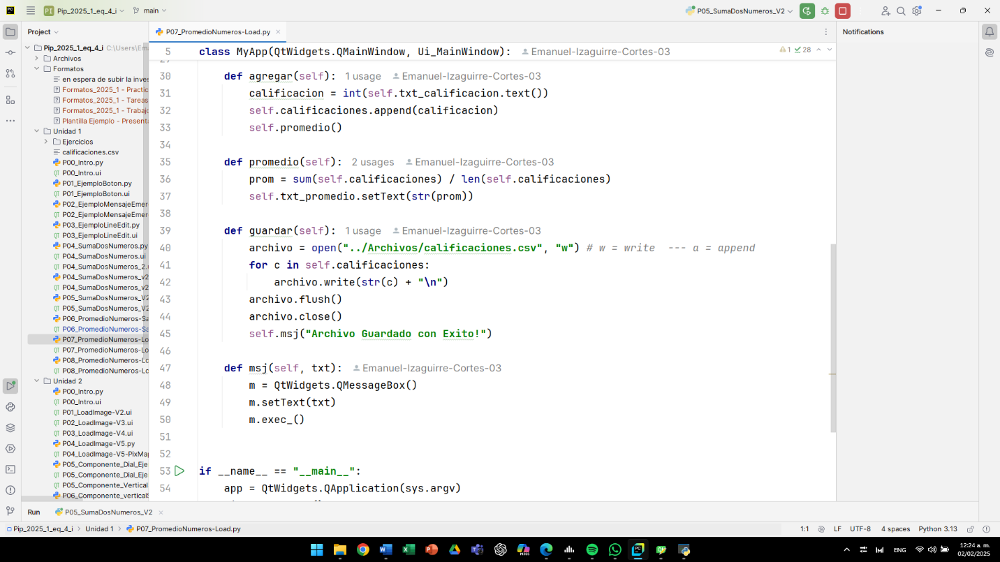 Pip_2025_1_eq_4_i
main
P05_SumaDosNumeros_V2
Project
P07_PromedioNumeros-Load.py
Notifications
Pip_2025_1_eq_4_i C:\Users\Ema
Archivos
Formatos
en espera de subir la inves
Formatos_2025_1 - Practic
Formatos_2025_1 - Tareas
Formatos_2025_1 - Trabajo
Plantilla Ejemplo - Present
Unidad 1
Ejercicios
calificaciones.csv
P00_Intro.py
P00_Intro.ui
P01_EjemploBoton.py
P01_EjemploBoton.ui
P02_EjemploMensajeEmer
P02_EjemploMensajeEmer
P03_EjemploLineEdit.py
P03_EjemploLineEdit.ui
P04_SumaDosNumeros.py
P04_SumaDosNumeros.ui
P04_SumaDosNumeros_2.
P04_SumaDosNumeros_v2
P04_SumaDosNumeros_v2
P05_SumaDosNumeros_V2
P05_SumaDosNumeros_V2
P06_PromedioNumeros-Sa
P06_PromedioNumeros-Sa
P07_PromedioNumeros-Lo
P07_PromedioNumeros-Lo
P08_PromedioNumeros-Lo
P08_PromedioNumeros-Lo
Unidad 2
P00_Intro.py
P00_Intro.ui
P01_LoadImage-V2.ui
P02_LoadImage-V3.ui
P03_LoadImage-V4.ui
P04_LoadImage-V5.py
P04_LoadImage-V5-PixMap
P05_Componente_Dial_Eje
P05_Componente_Dial_Eje
P05_Componente_Vertical
P06_Componente_verticalS
5 class MyApp(QtWidgets.QMainWindow, Ui_MainWindow): Emanuel-Izaguirre-Cortes-03
1 28
30 def agregar(self): 1 usage Emanuel-Izaguirre-Cortes-03
31 calificacion = int(self.txt_calificacion.text())
32 self.calificaciones.append(calificacion)
33 self.promedio()
34
35 def promedio(self): 2 usages Emanuel-Izaguirre-Cortes-03
36 prom = sum(self.calificaciones) / len(self.calificaciones)
37 self.txt_promedio.setText(str(prom))
38
39 def guardar(self): 1 usage Emanuel-Izaguirre-Cortes-03
40 archivo = open("../Archivos/calificaciones.csv", "w") # w = write --- a = append
41 for c in self.calificaciones:
42 archivo.write(str(c) + "\n")
43 archivo.flush()
44 archivo.close()
45 self.msj("Archivo Guardado con Exito!")
46
47 def msj(self, txt): Emanuel-Izaguirre-Cortes-03
48 m = QtWidgets.QMessageBox()
49 m.setText(txt)
50 m.exec_()
51
52
53 if __name__ == "__main__":
54 app = QtWidgets.QApplication(sys.argv)
Run
P05_SumaDosNumeros_V2
Pip_2025_1_eq_4_i
Unidad 1
P07_PromedioNumeros-Load.py
1:1
LF
UTF-8
4 spaces
Python 3.13
ENG
12:24 a. m.
02/02/2025